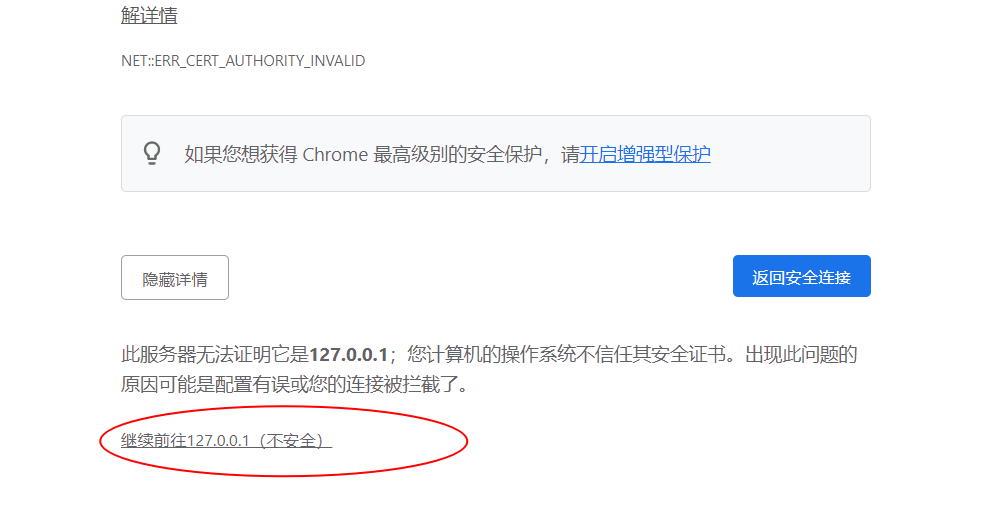 解详情
NET::ERR_CERT_AUTHORITY_INVALID
如果您想获得 Chrome 最高级别的安全保护，请开启增强型保护
隐藏详情
返回安全连接
此服务器无法证明它是127.0.0.1；您计算机的操作系统不信任其安全证书。出现此问题的
原因可能是配置有误或您的连接被拦截了。
继续前往127.0.0.1（不安全）